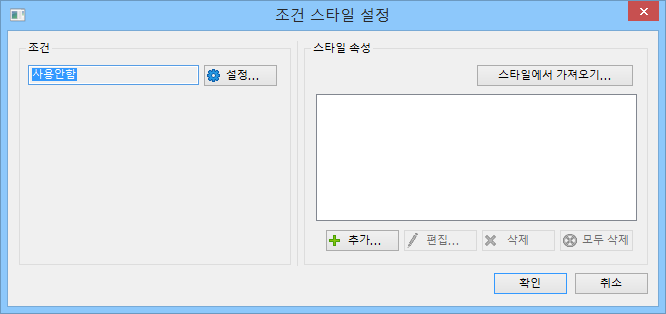 조건 스타일 설정
조건
사용안함
설정...
스타일 속성
스타일에서 가져오기...
추가...
편집...
삭제
모두 삭제
확인
취소